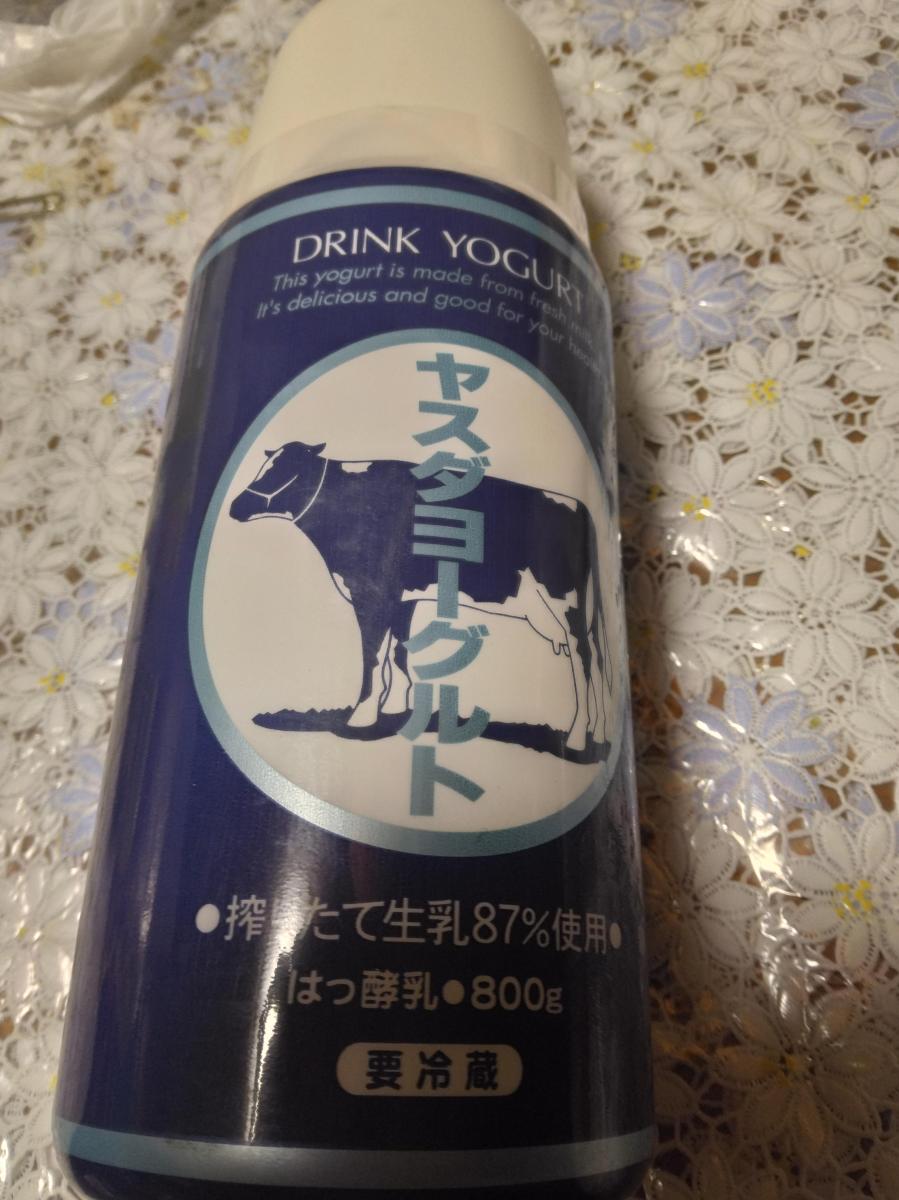 DRINK YOGURT
This yogurt is made from fresh milk.
It's delicious and good for your
ヤスダヨーグルト
●搾りたて生乳87%使用●
はっ酵乳●800g
要冷蔵